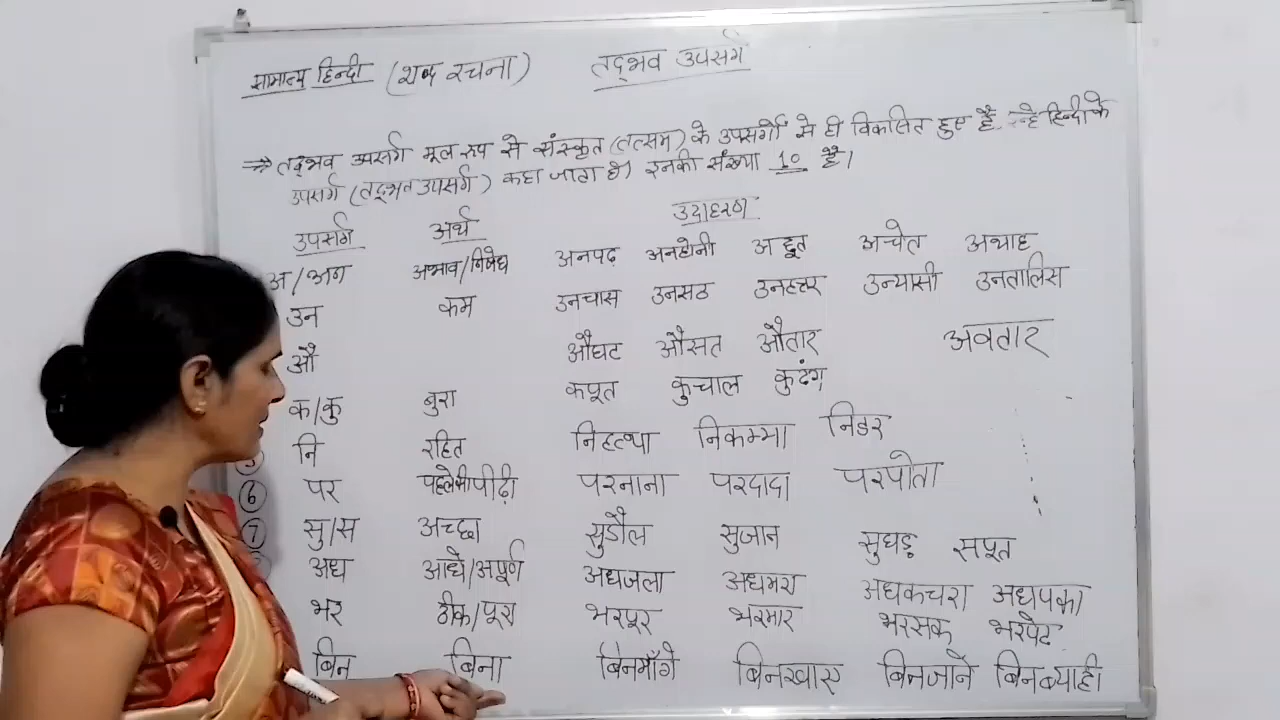 सामान्य हिन्दी (शब्द रचना) तद्भव उपसर्ग
तद्भव उपसर्ग मूल रूप से संस्कृत (तत्सम) के उपसर्गों से ही विकसित हुए है, हिन्दी के
उपसर्ग (तद्भव उपसर्ग) कहा जाता है। इनकी संख्या 10 है।
उपसर्ग अर्थ उदाहरण
अ/अन अभाव/निषेध अनपढ़ अनहोनी अछूत अचेत अथाह
उन कम उनचास उनसठ उनहत्तर उन्यासी उनतालिस
औ औघट औसत औतार अवतार
क/कु बुरा कपूत कुचाल कुढंग
नि रहित निहत्था निकम्मा निडर
6 पर पहले की पीढ़ी परनाना परदादा परपोता
7 सु/स अच्छा सुडौल सुजान सुघड़ सपूत
अध आधे/अपूर्ण अधजला अधमरा अधकचरा अधपका
भर ठीक/पूरा भरपूर भरमार भरसक भरपेट
बिन बिना बिनमाँगे बिनखाए बिनजाने बिनब्याही